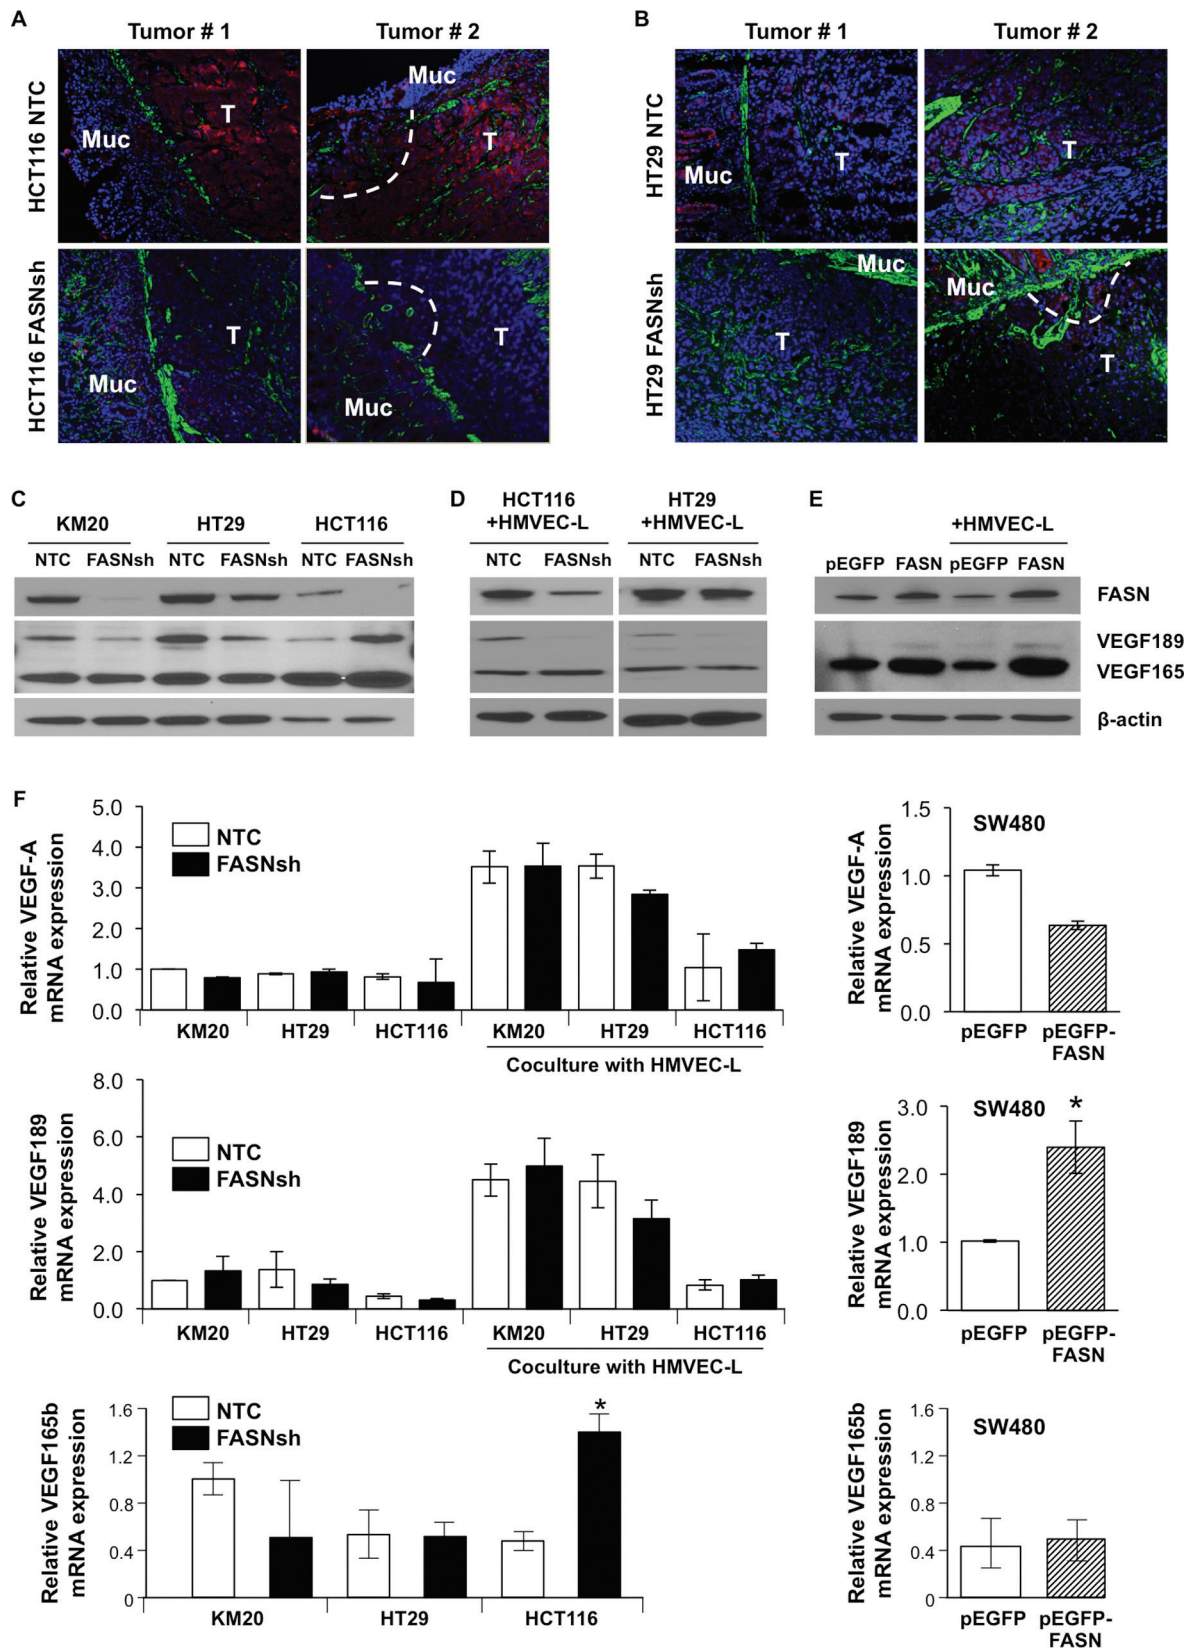 A
Tumor # 1
Tumor # 2
HCT116 NTC
Muc
T
Muc
T
HCT116 FASNsh
Muc
T
Muc
T
B
Tumor # 1
Tumor # 2
HT29 NTC
Muc
T
T
HT29 FASNsh
Muc
T
Muc
T
C
KM20
HT29
HCT116
NTC
FASNsh
NTC
FASNsh
NTC
FASNsh
D
HCT116
+HMVEC-L
HT29
+HMVEC-L
NTC
FASNsh
NTC
FASNsh
E
+HMVEC-L
pEGFP
FASN
pEGFP
FASN
FASN
VEGF189
VEGF165
β-actin
F
Relative VEGF-A
mRNA expression
5.0
4.0
3.0
2.0
1.0
0.0
NTC
FASNsh
KM20
HT29
HCT116
KM20
HT29
HCT116
Coculture with HMVEC-L
Relative VEGF-A
mRNA expression
1.5
1.0
0.5
0.0
SW480
pEGFP
pEGFP-
FASN
Relative VEGF189
mRNA expression
8.0
6.0
4.0
2.0
0.0
NTC
FASNsh
KM20
HT29
HCT116
KM20
HT29
HCT116
Coculture with HMVEC-L
Relative VEGF189
mRNA expression
3.0
2.0
1.0
0.0
SW480
*
pEGFP
pEGFP-
FASN
Relative VEGF165b
mRNA expression
1.6
1.2
0.8
0.4
0
NTC
FASNsh
*
KM20
HT29
HCT116
Relative VEGF165b
mRNA expression
1.6
1.2
0.8
0.4
0
SW480
pEGFP
pEGFP-
FASN